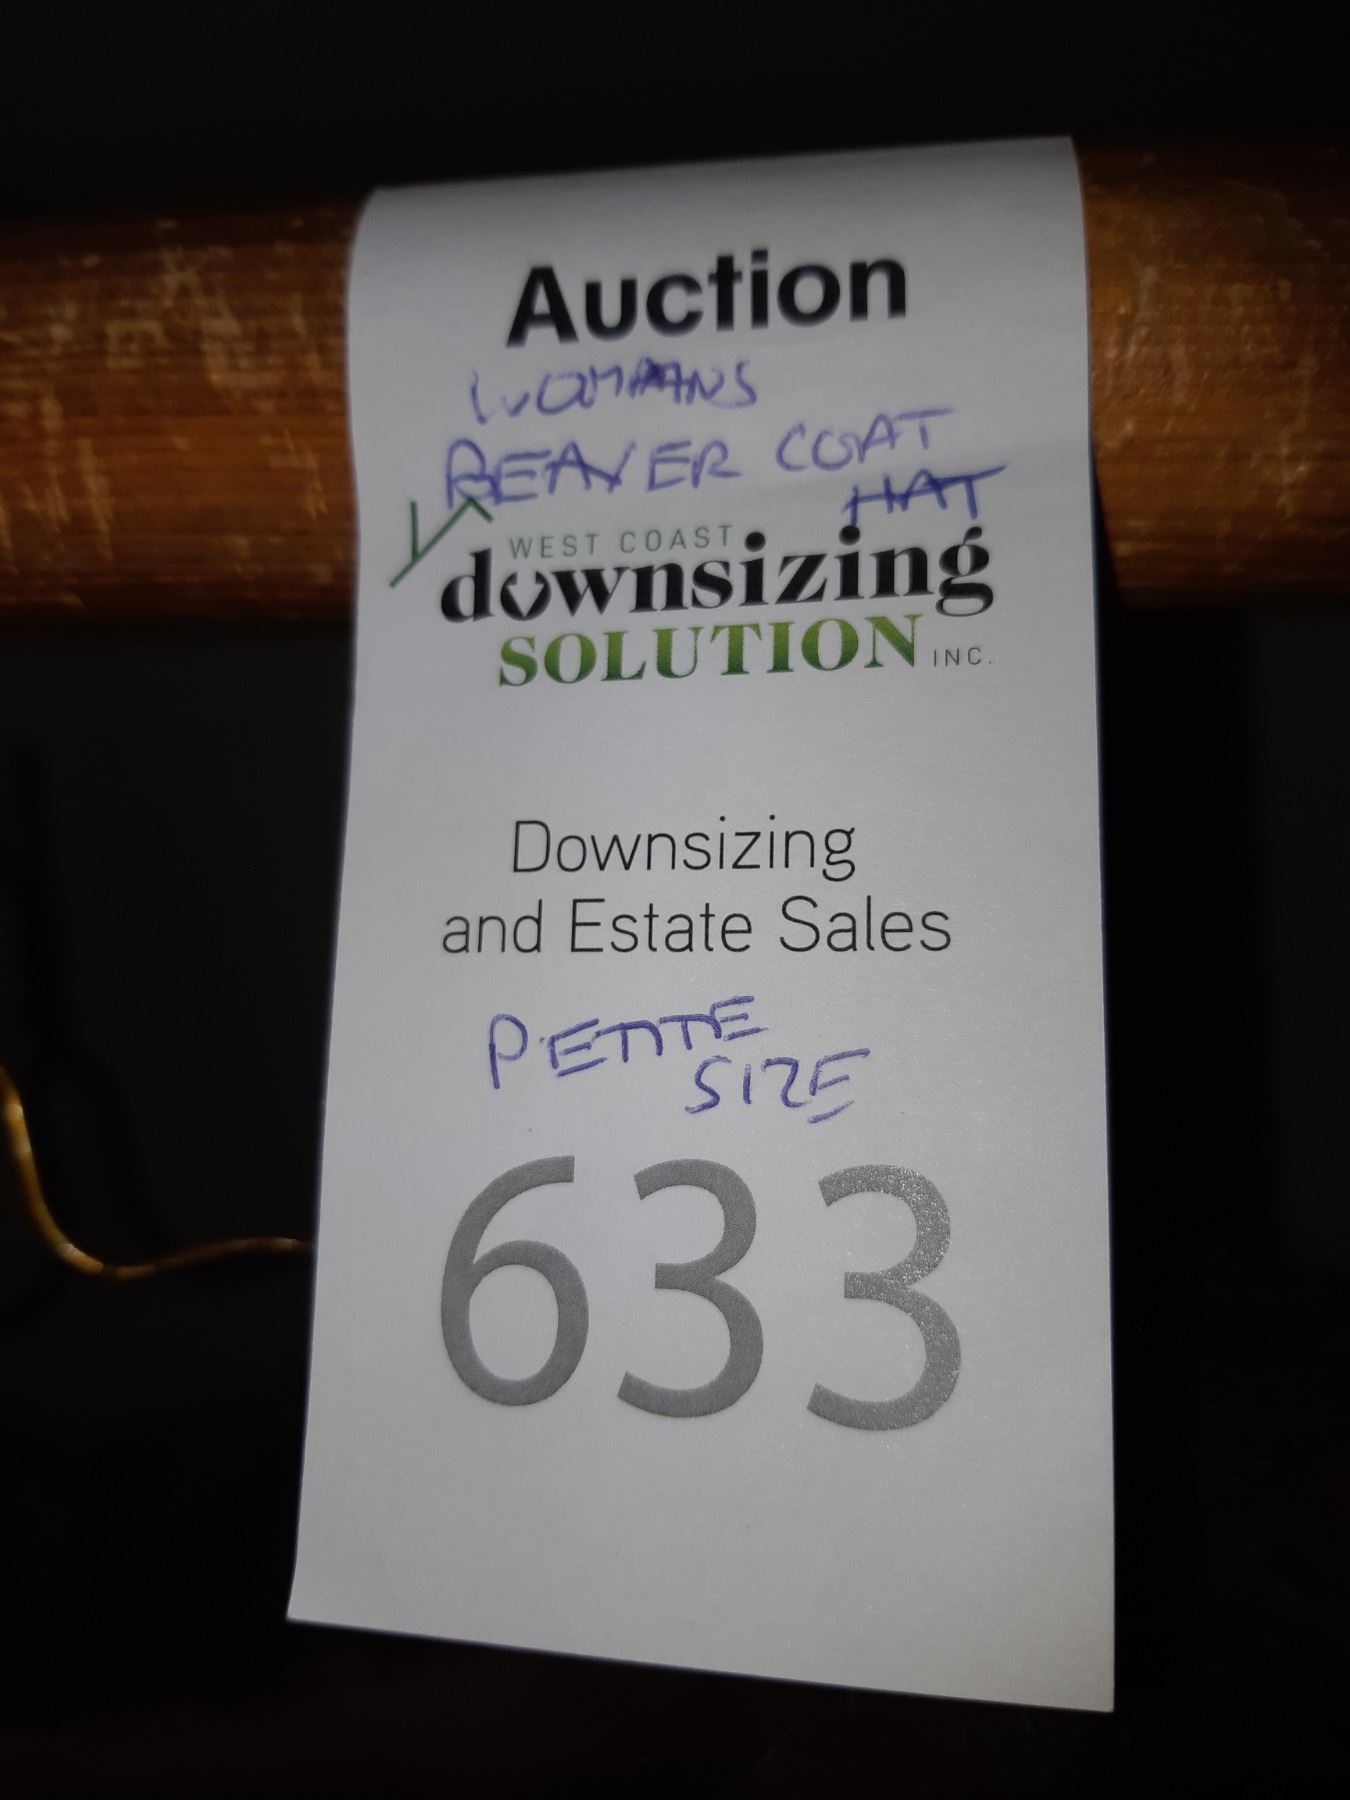 Auction
WOMANS
BEAVER COAT
HAT
WEST COAST
downsizing
SOLUTION INC.
Downsizing
and Estate Sales
PETITE
SIZE
633